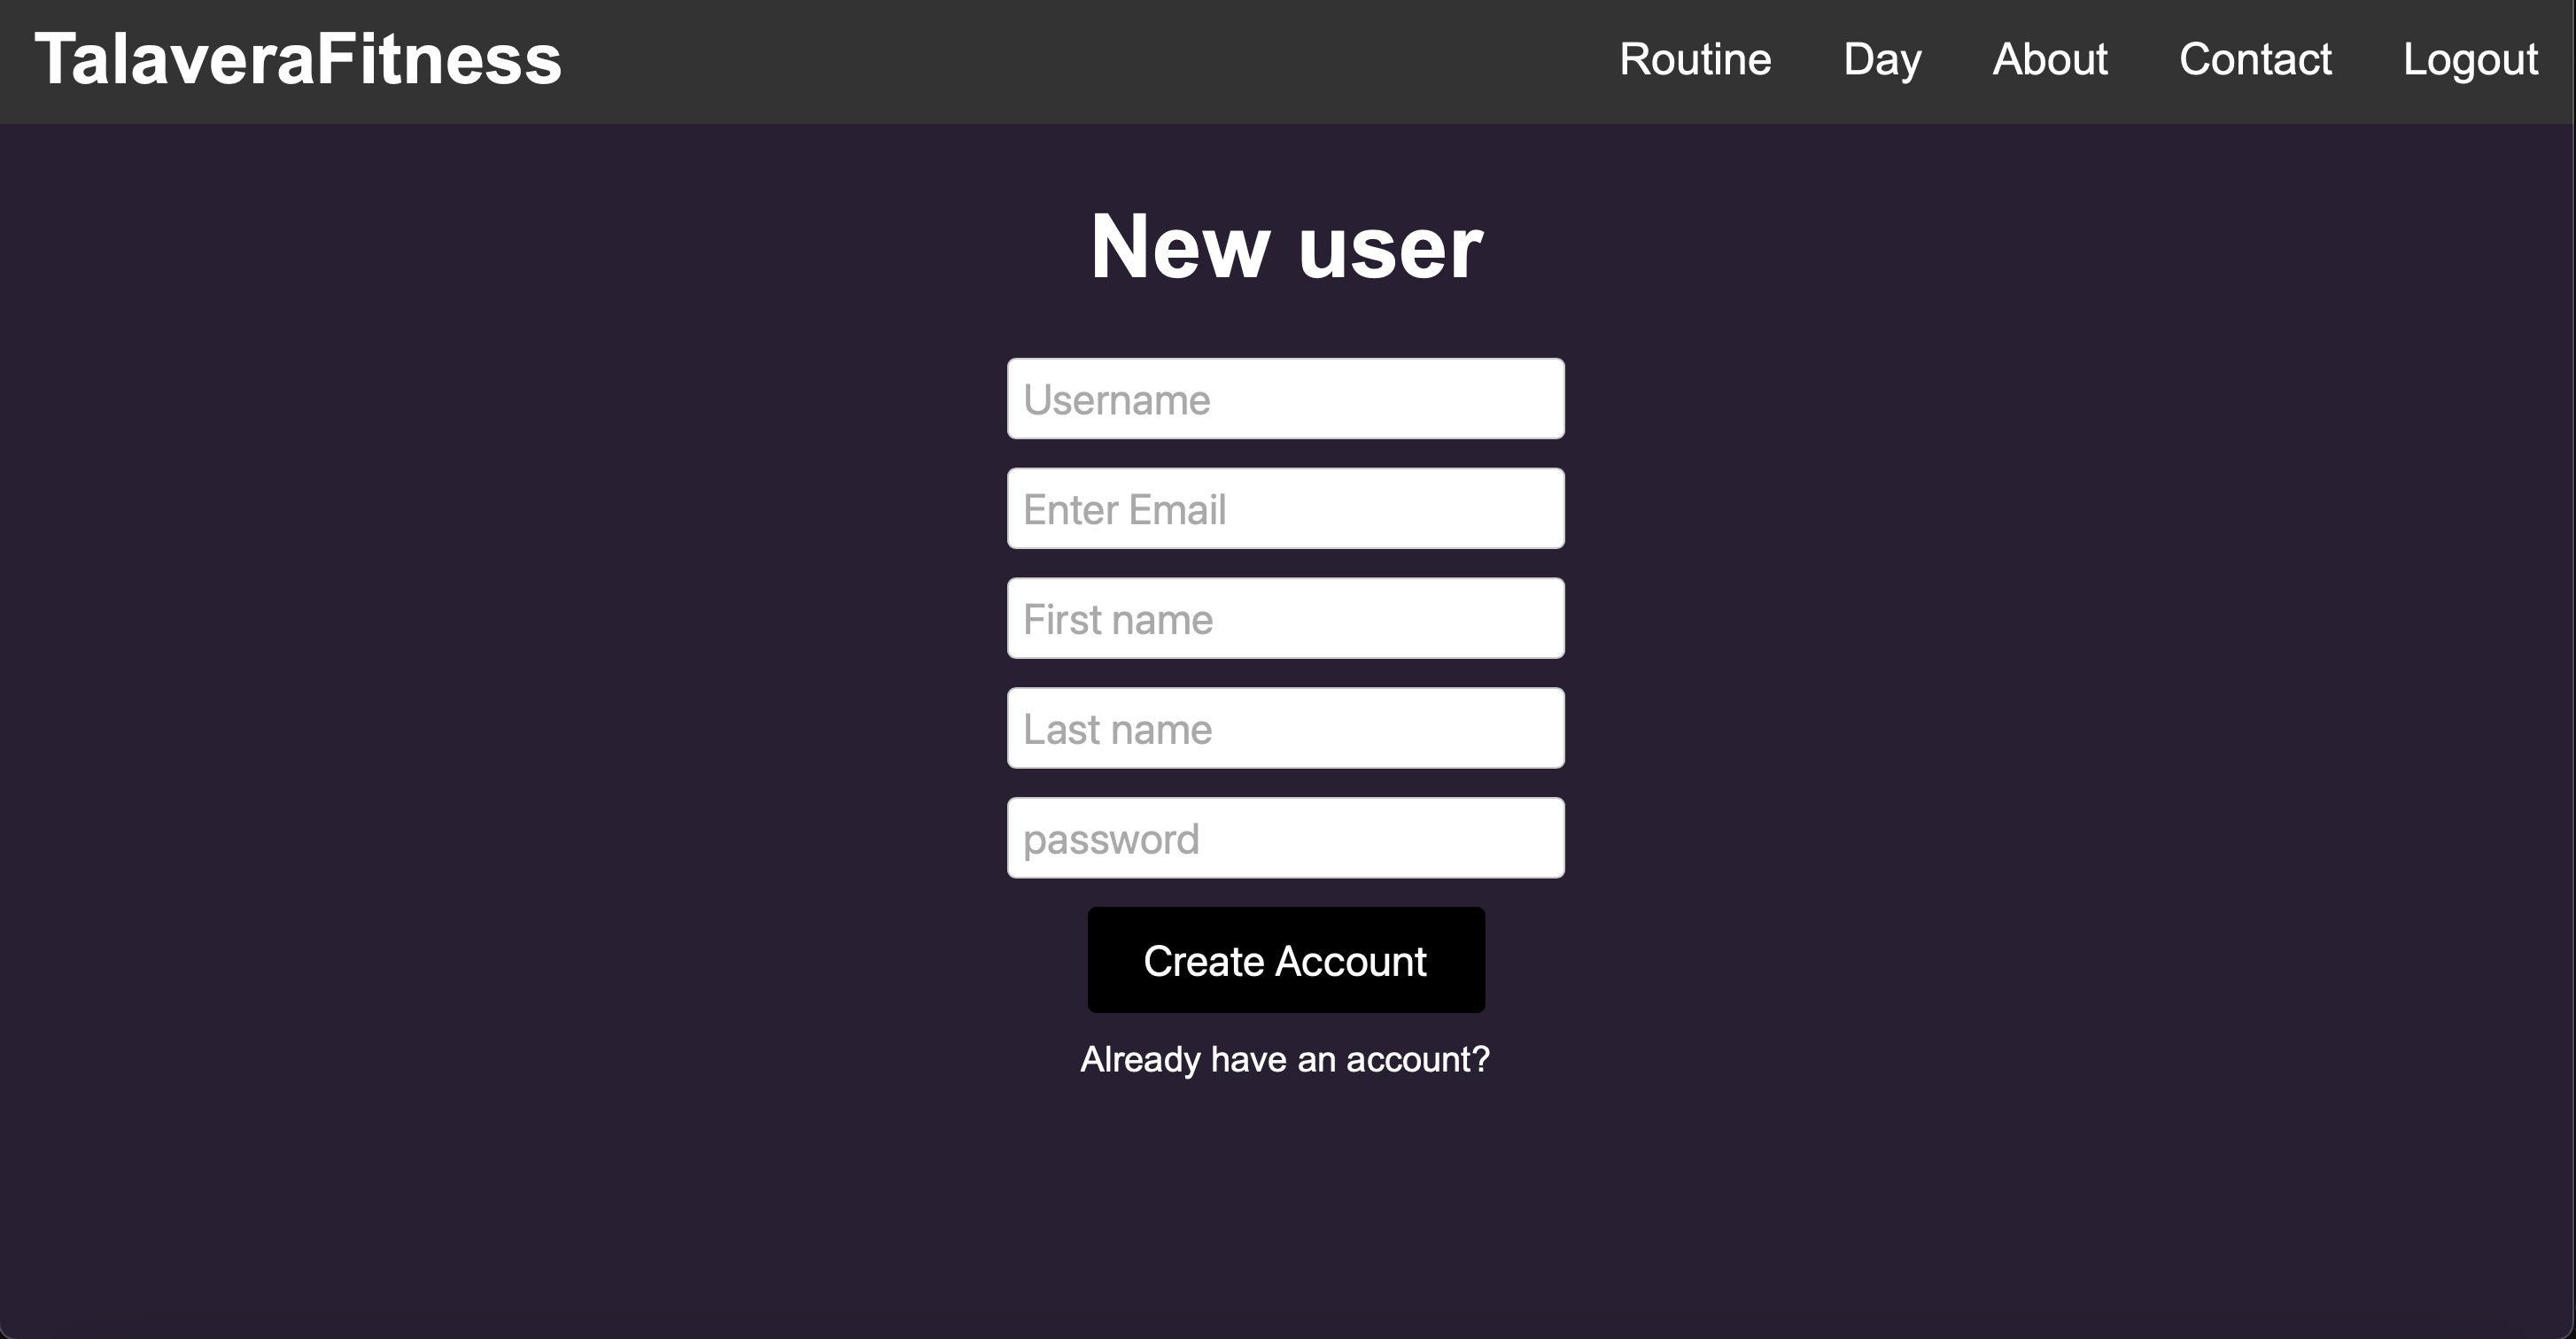 TalaveraFitness Routine Day About Contact Logout
New user
Username
Enter Email
First name
Last name
password
Create Account
Already have an account?